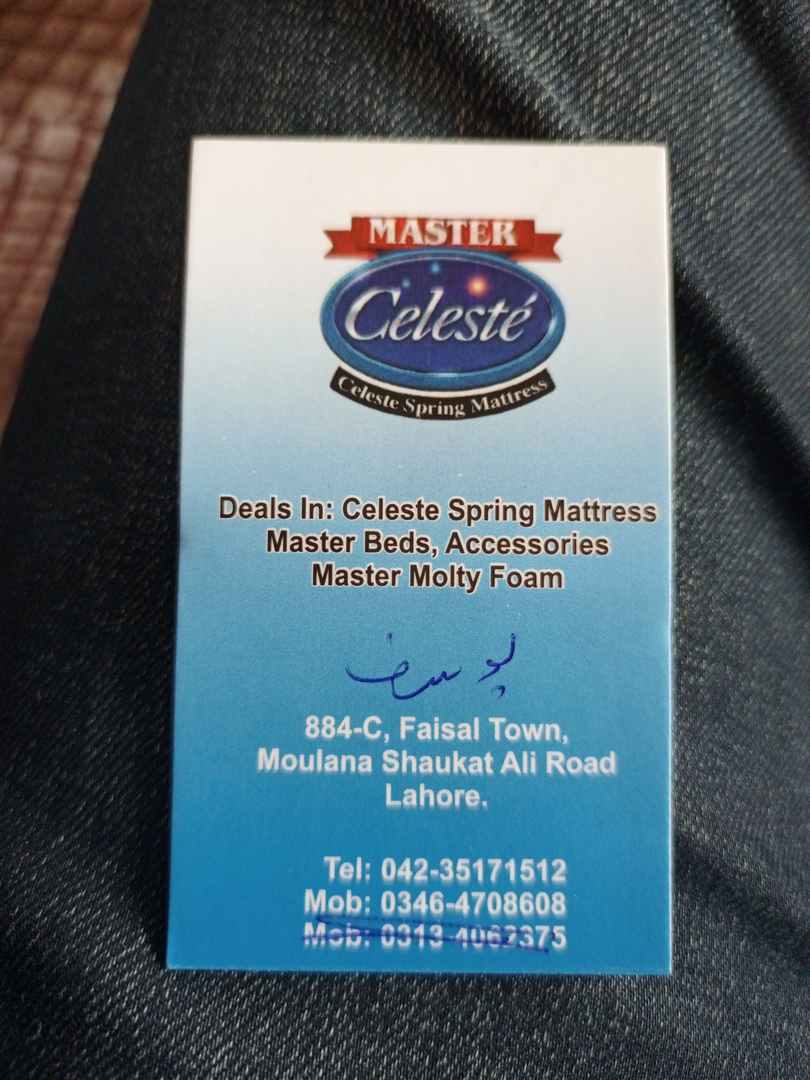 MASTER
Celesté
Celeste Spring Mattress
Deals In: Celeste Spring Mattress
Master Beds, Accessories
Master Molty Foam
یوسف
884-C, Faisal Town,
Moulana Shaukat Ali Road
Lahore.
Tel: 042-35171512
Mob: 0346-4708608
Mob: 0313-4062375